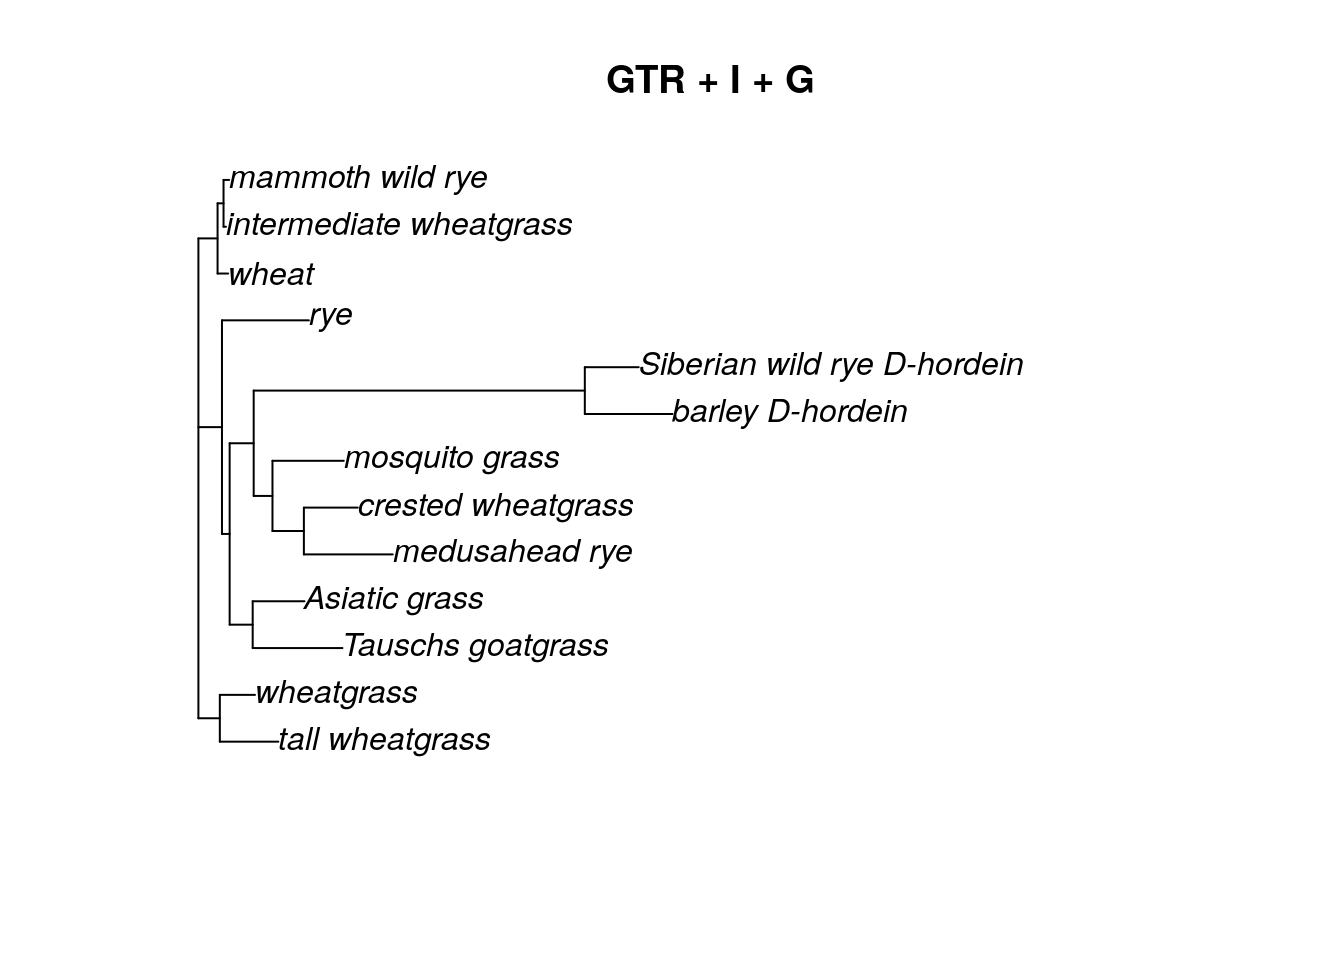 GTR + I + G
mammoth wild rye
intermediate wheatgrass
wheat
rye
Siberian wild rye D-hordein
barley D-hordein
mosquito grass
crested wheatgrass
medusahead rye
Asiatic grass
Tauschs goatgrass
wheatgrass
tall wheatgrass